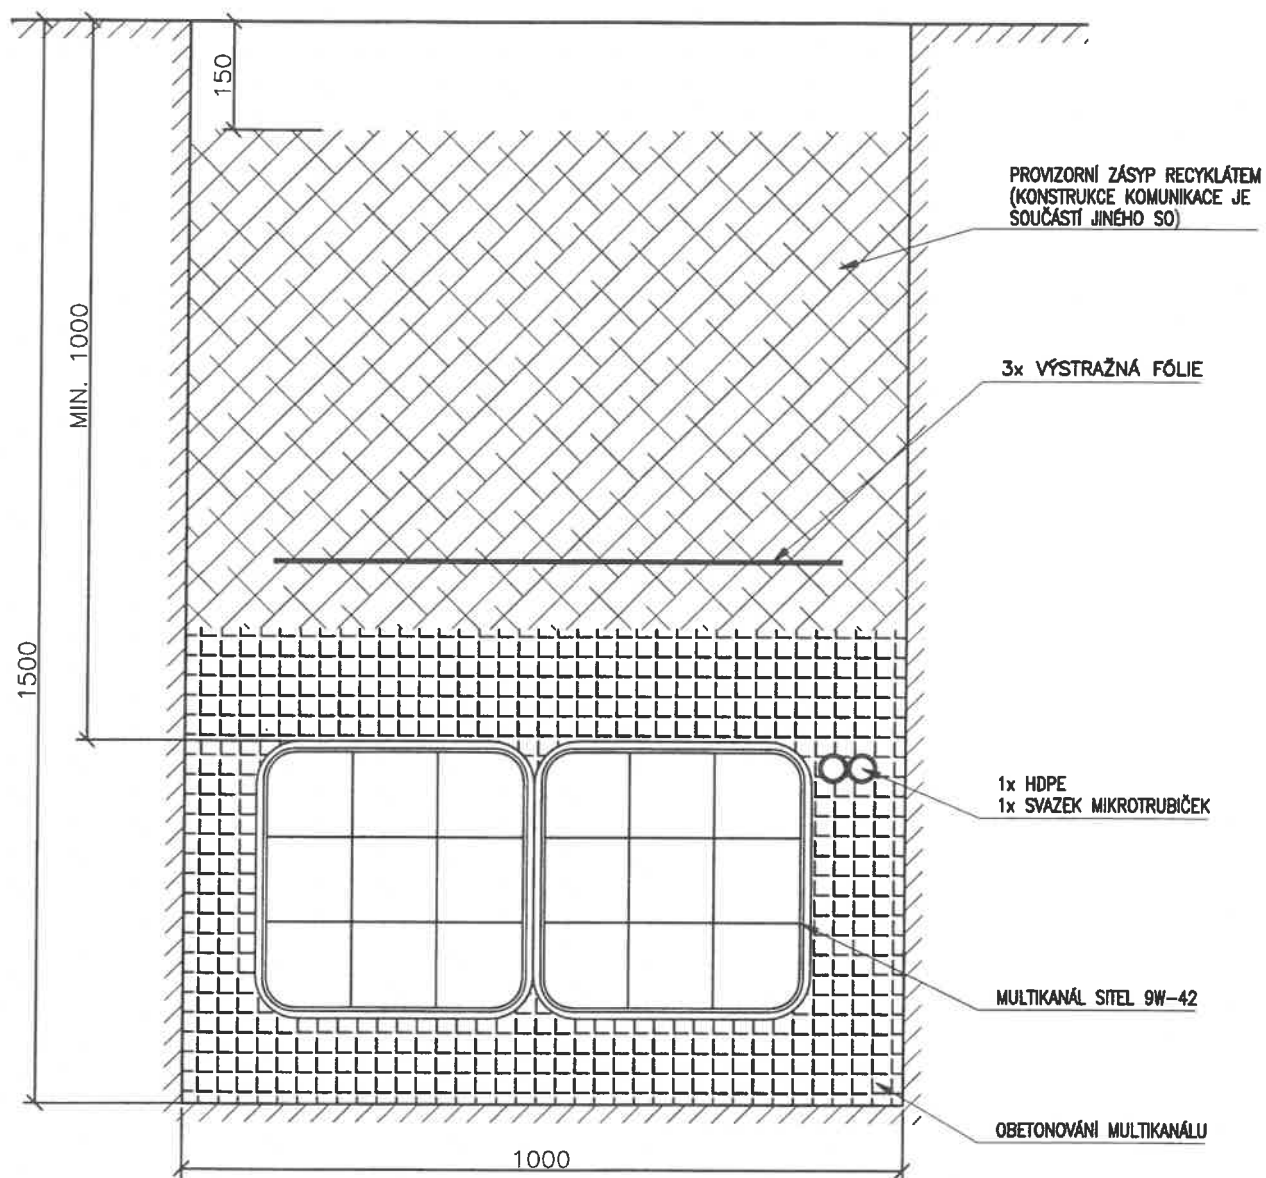 150
PROVIZORNÍ ZÁSYP RECYKLÁTEM
(KONSTRUKCE KOMUNIKACE JE
SOUČÁSTÍ JINÉHO SO)
MIN. 1000
3x VÝSTRAŽNÁ FÓLIE
1500
1x HDPE
1x SVAZEK MIKROTRUBIČEK
MULTIKANÁL SITEL 9W-42
OBETONOVÁNÍ MULTIKANÁLU
1000